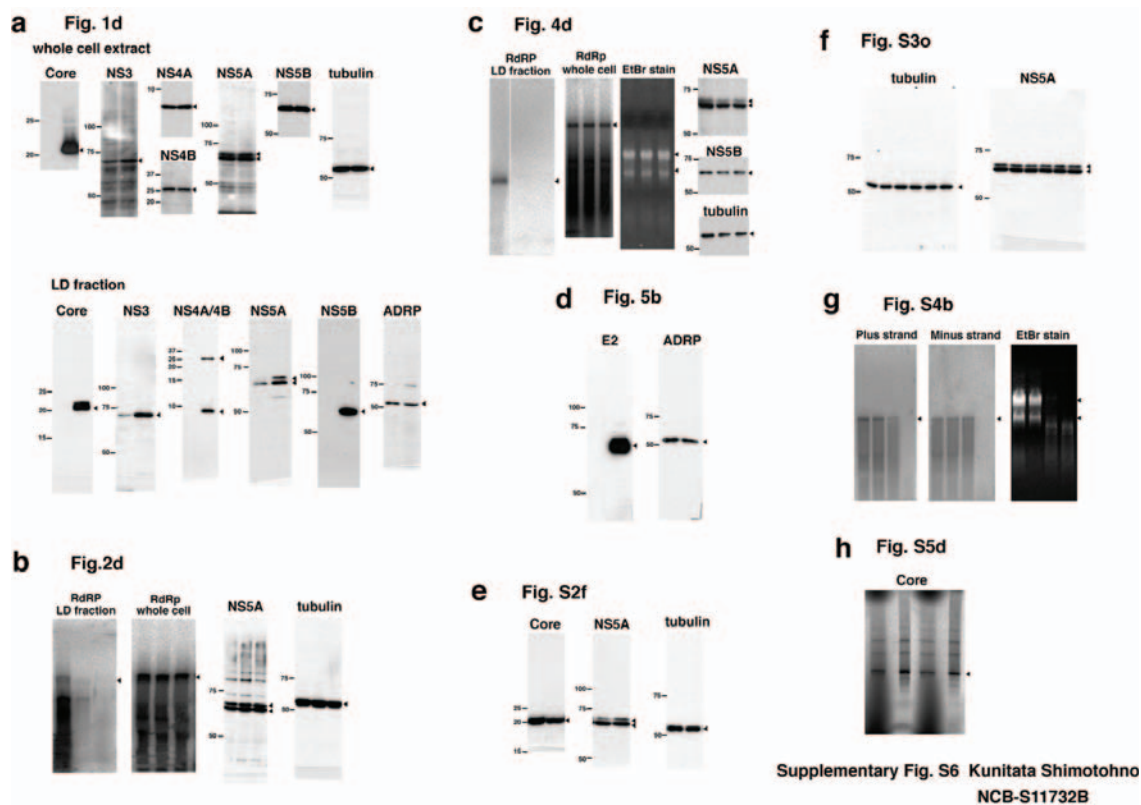 a Fig. 1d
whole cell extract
Core NS3 NS4A NS5A NS5B tubulin
25
20
100
75
50
10
NS4B
37
25
20
100
75
50
75
50
75
50
LD fraction
Core NS3 NS4A/4B NS5A NS5B ADRP
25
20
15
100
75
50
37
25
20
15
10
100
75
50
100
75
50
75
50
b Fig.2d
RdRP
LD fraction
RdRp
whole cell
NS5A tubulin
75
50
75
50
c Fig. 4d
RdRP
LD fraction
RdRp
whole cell
EtBr stain
NS5A
75
50
NS5B
75
50
tubulin
50
d Fig. 5b
E2 ADRP
100
75
50
75
50
e Fig. S2f
Core NS5A tubulin
25
20
15
100
75
50
75
50
f Fig. S3o
tubulin NS5A
75
50
75
50
g Fig. S4b
Plus strand Minus strand EtBr stain
h Fig. S5d
Core
Supplementary Fig. S6 Kunitata Shimotohno
NCB-S11732B